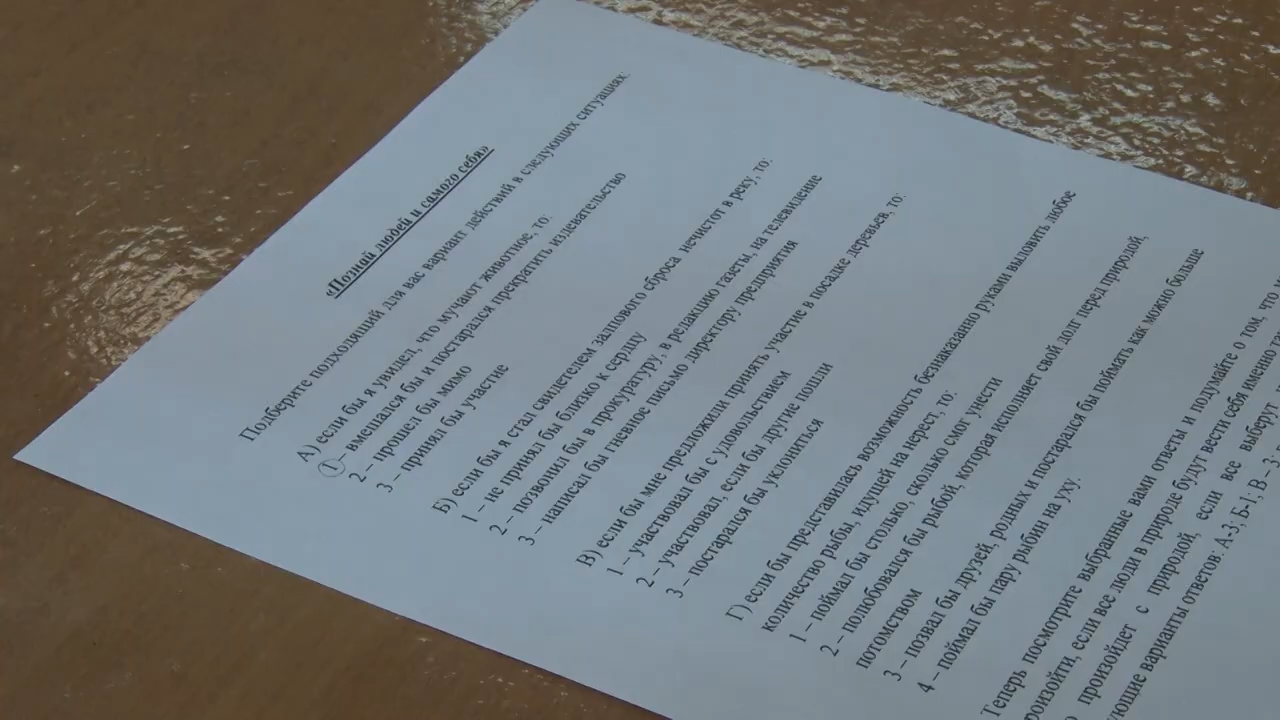 «Познай людей и самого себя»
Подберите подходящий для вас вариант действий в следующих ситуациях:
А) если бы я увидел, что мучают животное, то:
1 – вмешался бы и постарался прекратить издевательство
2 – прошел бы мимо
3 – принял бы участие
Б) если бы я стал свидетелем залпового сброса нечистот в реку, то:
1 – не принял бы близко к сердцу
2 – позвонил бы в прокуратуру, в редакцию газеты, на телевидение
3 – написал бы гневное письмо директору предприятия
В) если бы мне предложили принять участие в посадке деревьев, то:
1 – участвовал бы с удовольствием
2 – участвовал, если бы другие пошли
3 – постарался бы уклониться
Г) если бы представилась возможность безнаказанно руками выловить любое
количество рыбы, идущей на нерест, то:
1 – поймал бы столько, сколько смог унести
2 – полюбовался бы рыбой, которая исполняет свой долг перед природой,
потомством
3 – позвал бы друзей, родных и постарался бы поймать как можно больше
4 – поймал бы пару рыбин на уху.
Теперь посмотрите выбранные вами ответы и подумайте о том, что
произойти, если все люди в природе будут вести себя именно
произойдет с природой, если все выберут
варианты ответов: А-3; Б-1; В – 3;